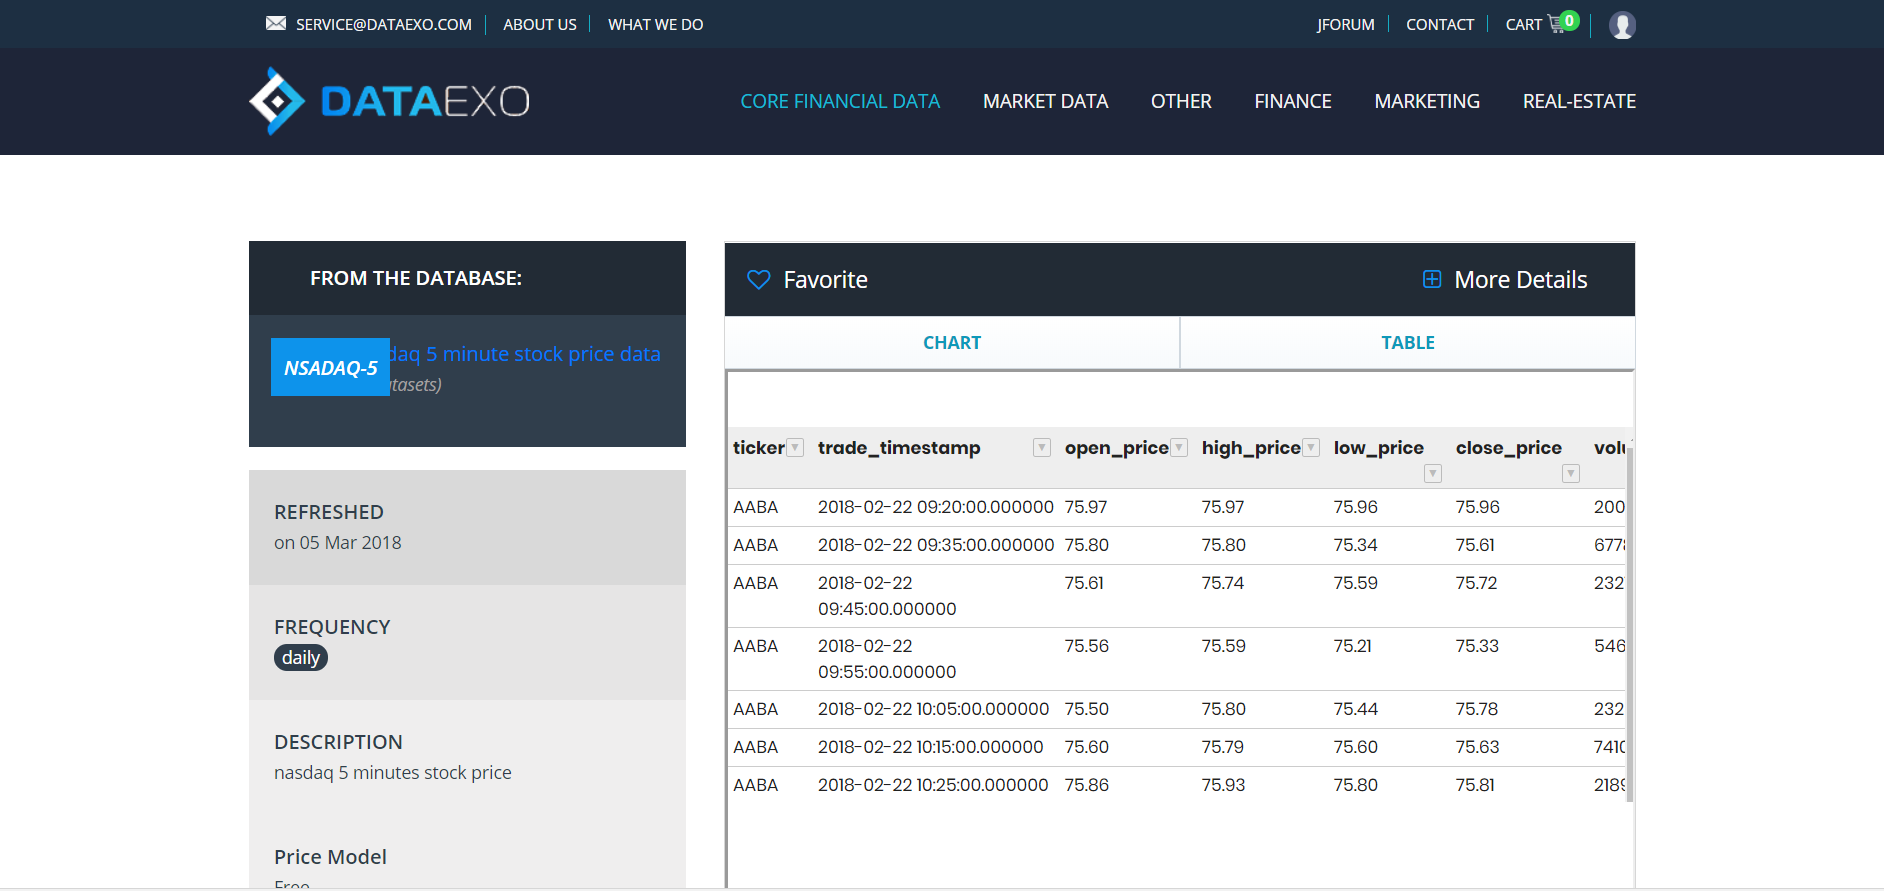 SERVICE@DATAEXO.COM ABOUT US WHAT WE DO JFORUM CONTACT CART 0
DATAEXO CORE FINANCIAL DATA MARKET DATA OTHER FINANCE MARKETING REAL-ESTATE
FROM THE DATABASE:
NSADAQ-5 daq 5 minute stock price data
tasets)
REFRESHED
on 05 Mar 2018
FREQUENCY
daily
DESCRIPTION
nasdaq 5 minutes stock price
Price Model
Free
Favorite More Details
CHART TABLE
ticker trade_timestamp open_price high_price low_price close_price
AABA 2018-02-22 09:20:00.000000 75.97 75.97 75.96 75.96 200
AABA 2018-02-22 09:35:00.000000 75.80 75.80 75.34 75.61 677
AABA 2018-02-22 75.61 75.74 75.59 75.72 232
09:45:00.000000
AABA 2018-02-22 75.56 75.59 75.21 75.33 546
09:55:00.000000
AABA 2018-02-22 10:05:00.000000 75.50 75.80 75.44 75.78 232
AABA 2018-02-22 10:15:00.000000 75.60 75.79 75.60 75.63 741
AABA 2018-02-22 10:25:00.000000 75.86 75.93 75.80 75.81 218